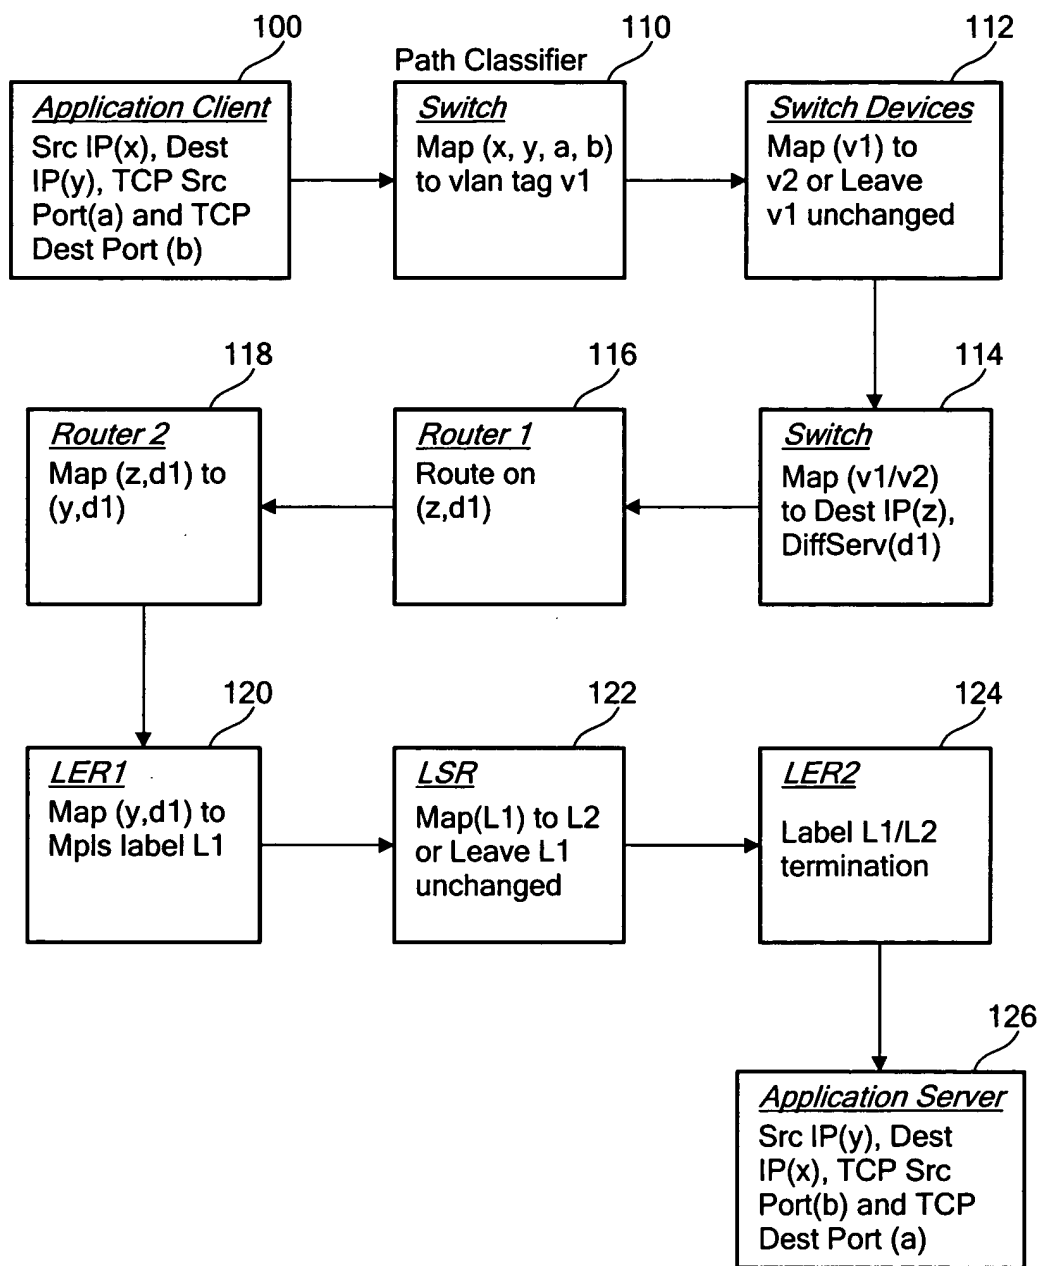 100
Application Client
Src IP(x), Dest
IP(y), TCP Src
Port(a) and TCP
Dest Port (b)
110
Path Classifier
Switch
Map (x, y, a, b)
to vlan tag v1
112
Switch Devices
Map (v1) to
v2 or Leave
v1 unchanged
118
Router 2
Map (z,d1) to
(y,d1)
116
Router 1
Route on
(z,d1)
114
Switch
Map (v1/v2)
to Dest IP(z),
DiffServ(d1)
120
LER1
Map (y,d1) to
Mpls label L1
122
LSR
Map(L1) to L2
or Leave L1
unchanged
124
LER2
Label L1/L2
termination
126
Application Server
Src IP(y), Dest
IP(x), TCP Src
Port(b) and TCP
Dest Port (a)